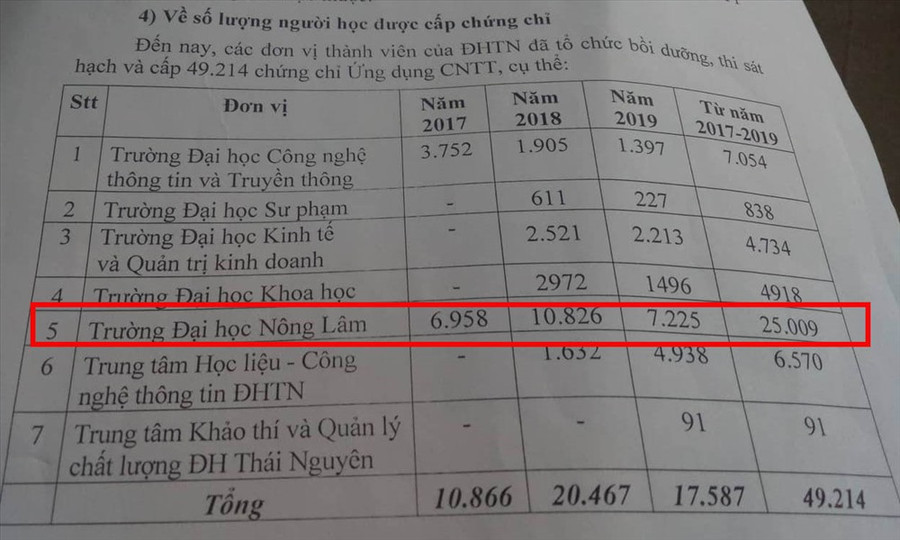 4) Về số lượng người học được cấp chứng chỉ
Đến nay, các đơn vị thành viên của ĐHTN đã tổ chức bồi dưỡng, thi sát
hạch và cấp 49.214 chứng chỉ Ứng dụng CNTT, cụ thể:
Stt Đơn vị Năm 2017 Năm 2018 Năm 2019 Từ năm 2017-2019
1 Trường Đại học Công nghệ 3.752 1.905 1.397 7.054
thông tin và Truyền thông
2 Trường Đại học Sư phạm - 611 227 838
3 Trường Đại học Kinh tế - 2.521 2.213 4.734
và Quản trị kinh doanh
4 Trường Đại học Khoa học - 2972 1496 4918
5 Trường Đại học Nông Lâm 6.958 10.826 7.225 25.009
6 Trung tâm Học liệu - Công - 1.632 4.938 6.570
nghệ thông tin ĐHTN
7 Trung tâm Khảo thí và Quản lý - - 91 91
chất lượng ĐH Thái Nguyên
Tổng 10.866 20.467 17.587 49.214